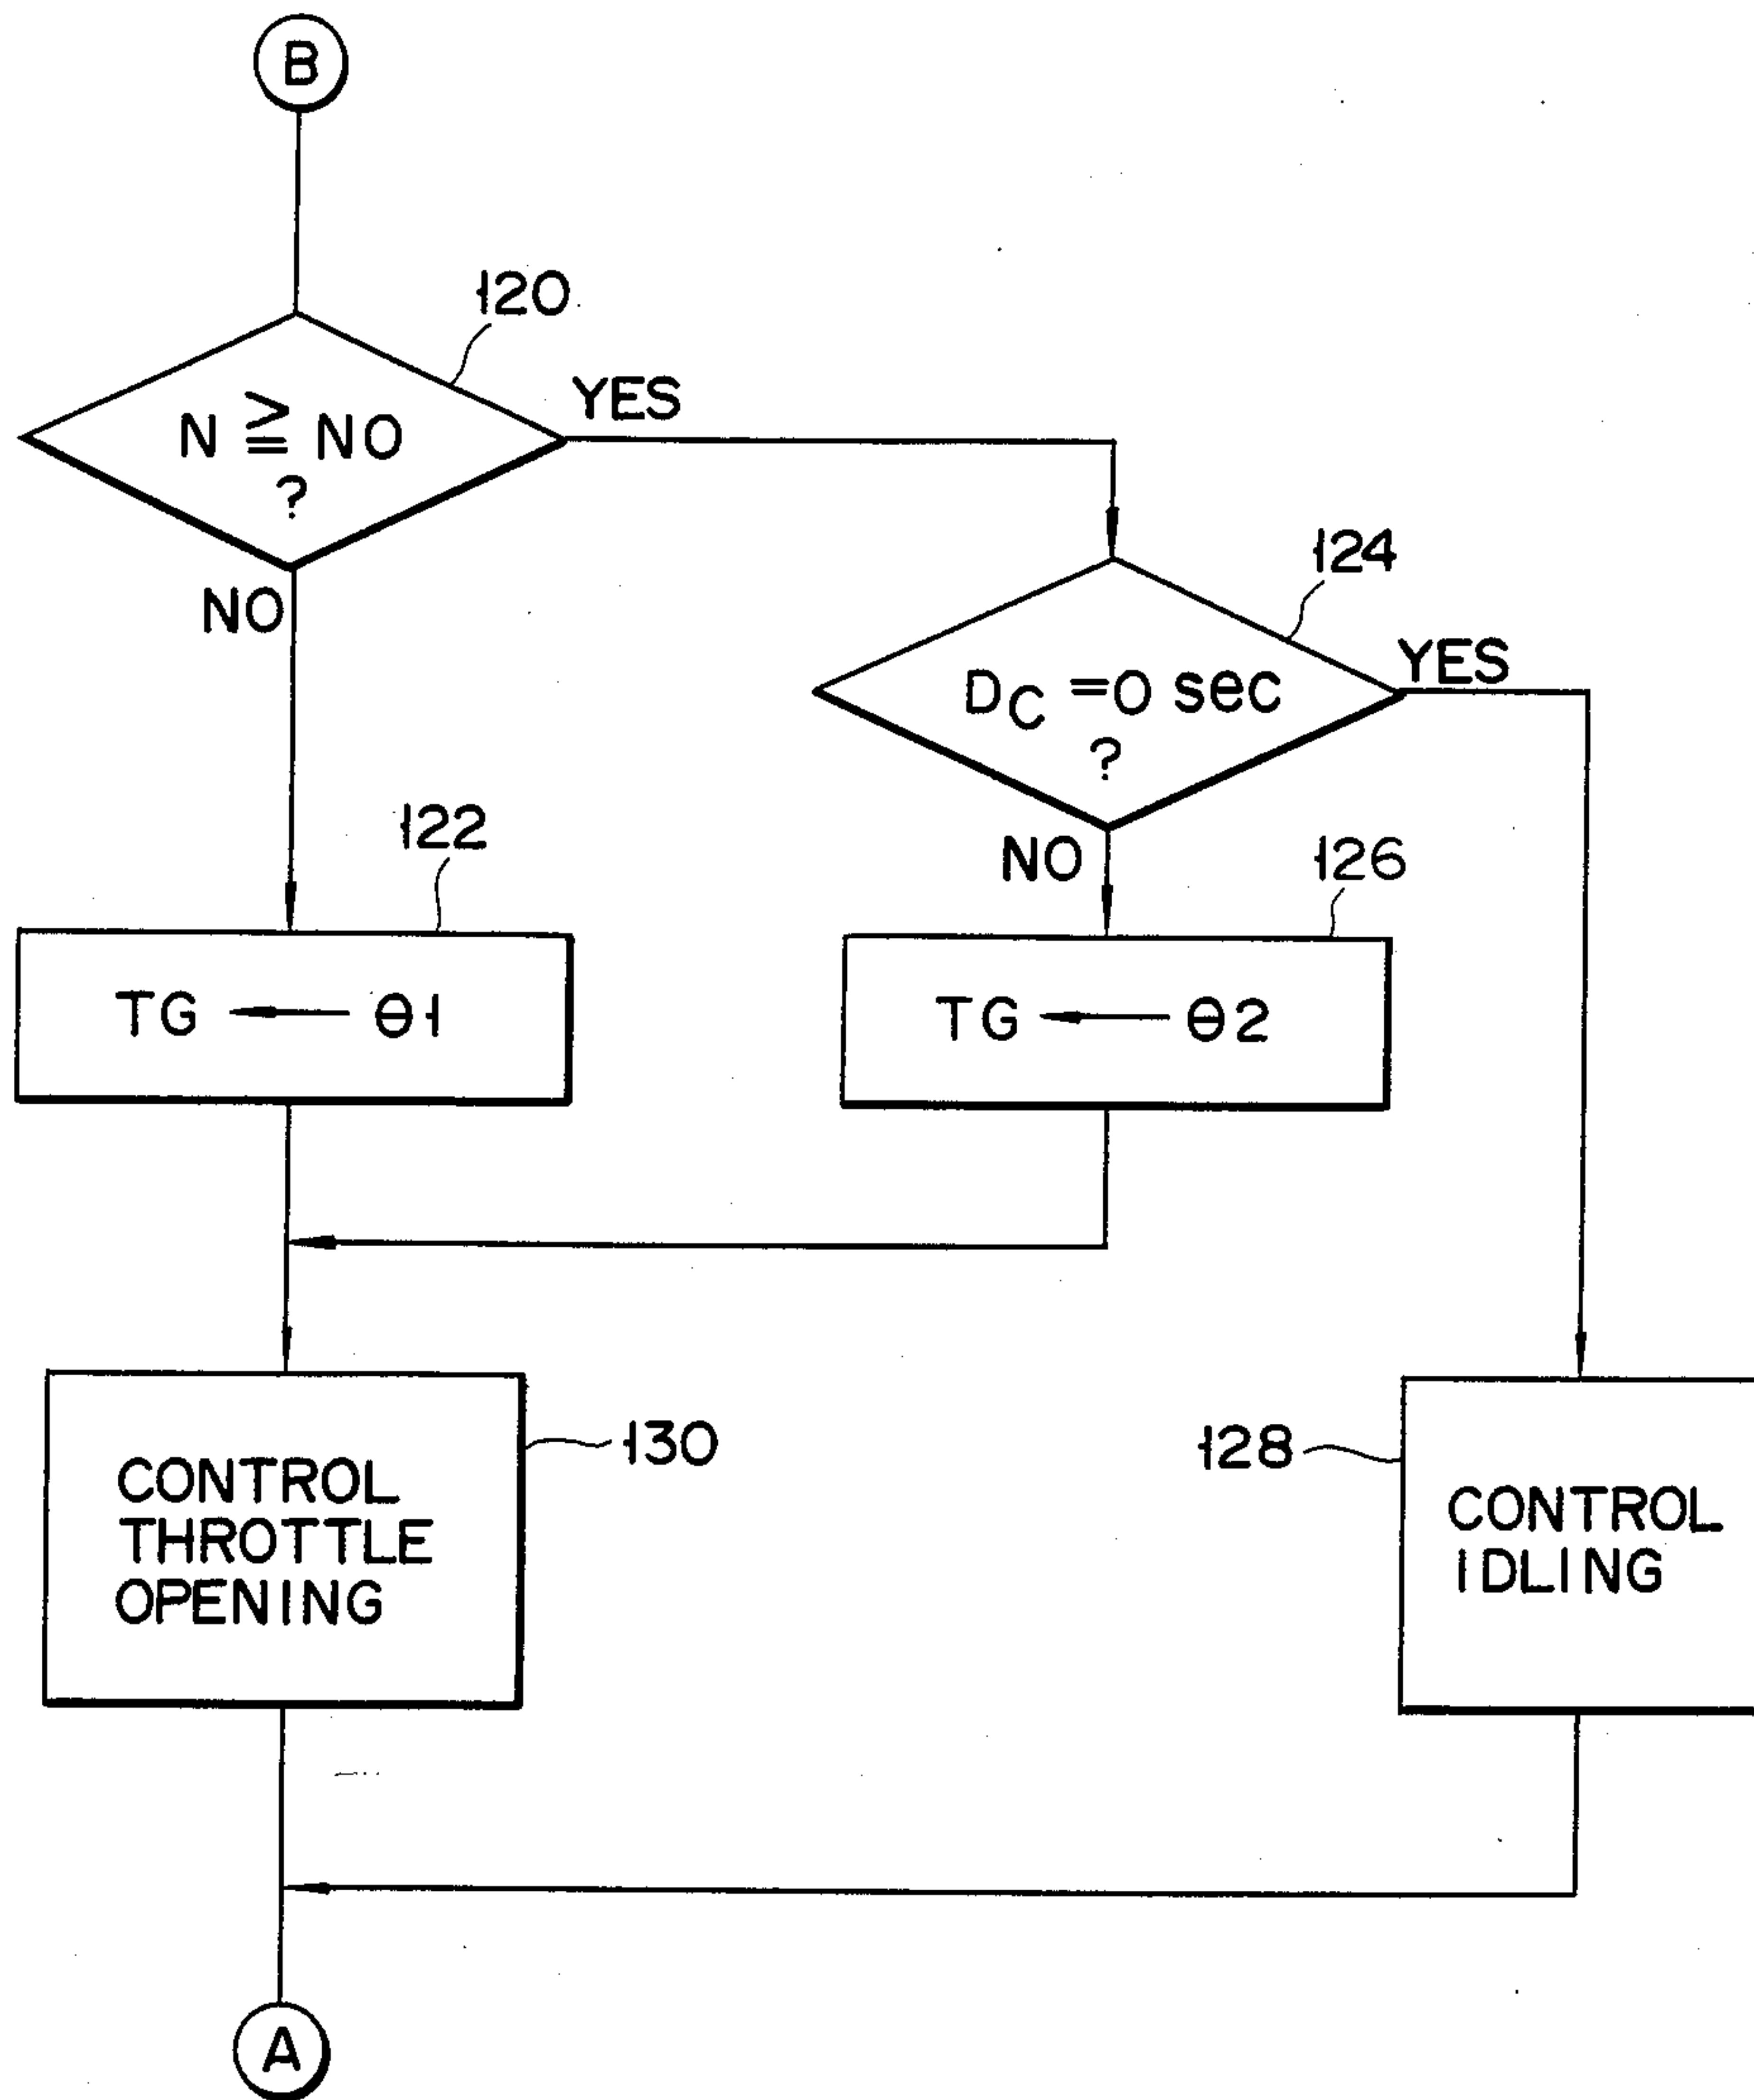 B
120
N ≧ NO
?
YES
NO
124
DC =0 sec
?
YES
NO
122
TG ← θ1
126
TG ← θ2
CONTROL
THROTTLE
OPENING
130
128
CONTROL
IDLING
A